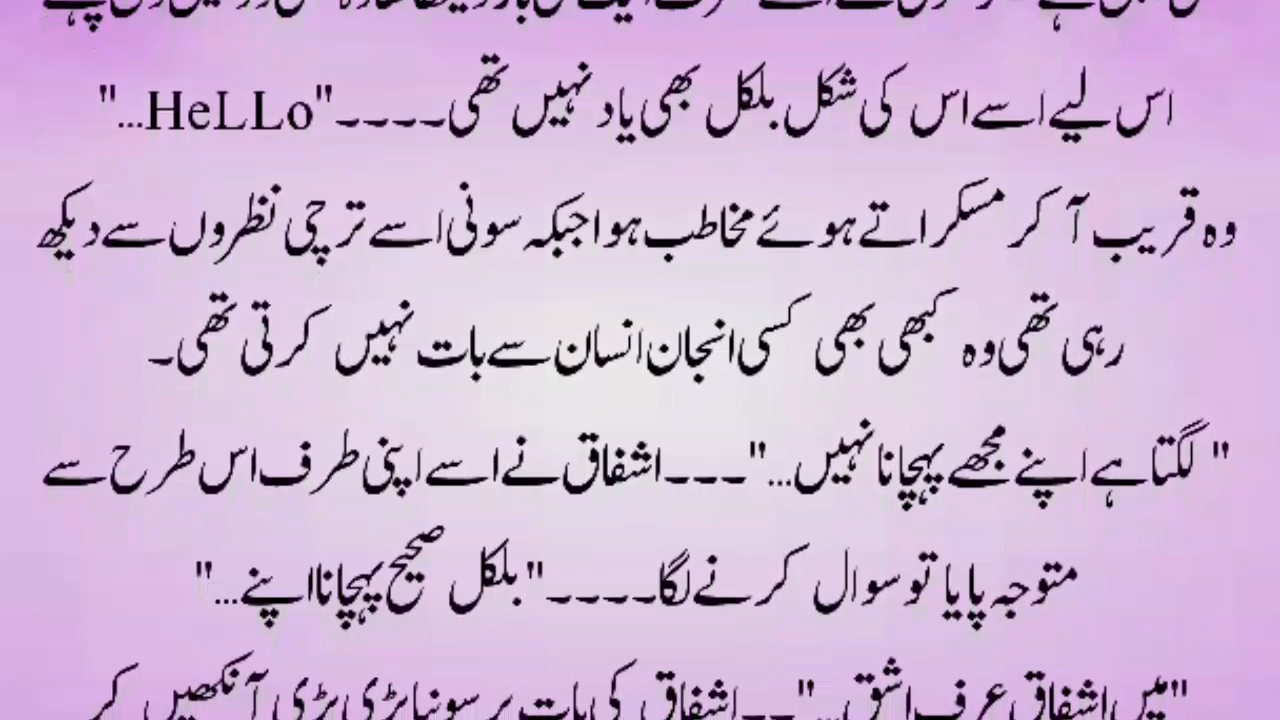 اس لیے اسے اس کی شکل بلکل بھی یاد نہیں تھی۔۔۔۔"HeLLo..."
وہ قریب آ کر مسکراتے ہوئے مخاطب ہوا جبکہ سونی اسے ترچی نظروں سے دیکھ
رہی تھی وہ کبھی بھی کسی انجان انسان سے بات نہیں کرتی تھی۔
" لگتا ہے اپنے مجھے پہچانا نہیں..."۔۔۔اشفاق نے اسے اپنی طرف اس طرح سے
متوجہ پایا تو سوال کرنے لگا۔۔۔۔"بلکل صحیح پہچانا اپنے..."
"میں اشفاق عرف اشق..."۔۔۔اشفاق کی بات پر سونیا بڑی بڑی آنکھیں کر